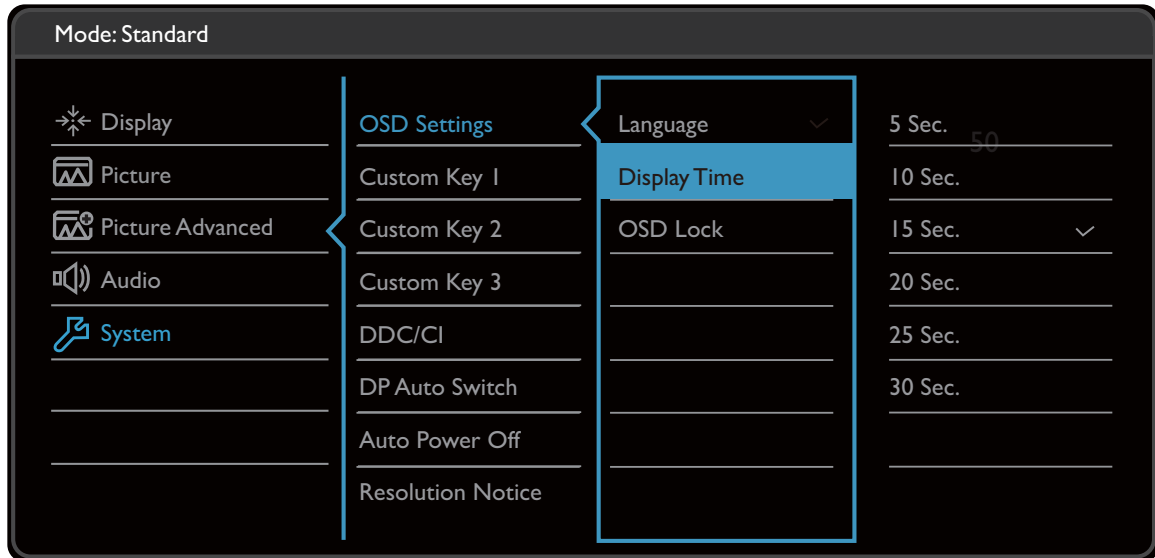 Mode: Standard
Display
Picture
Picture Advanced
Audio
System
OSD Settings
Custom Key 1
Custom Key 2
Custom Key 3
DDC/CI
DP Auto Switch
Auto Power Off
Resolution Notice
Language
Display Time
OSD Lock
5 Sec.
50
10 Sec.
15 Sec.
20 Sec.
25 Sec.
30 Sec.